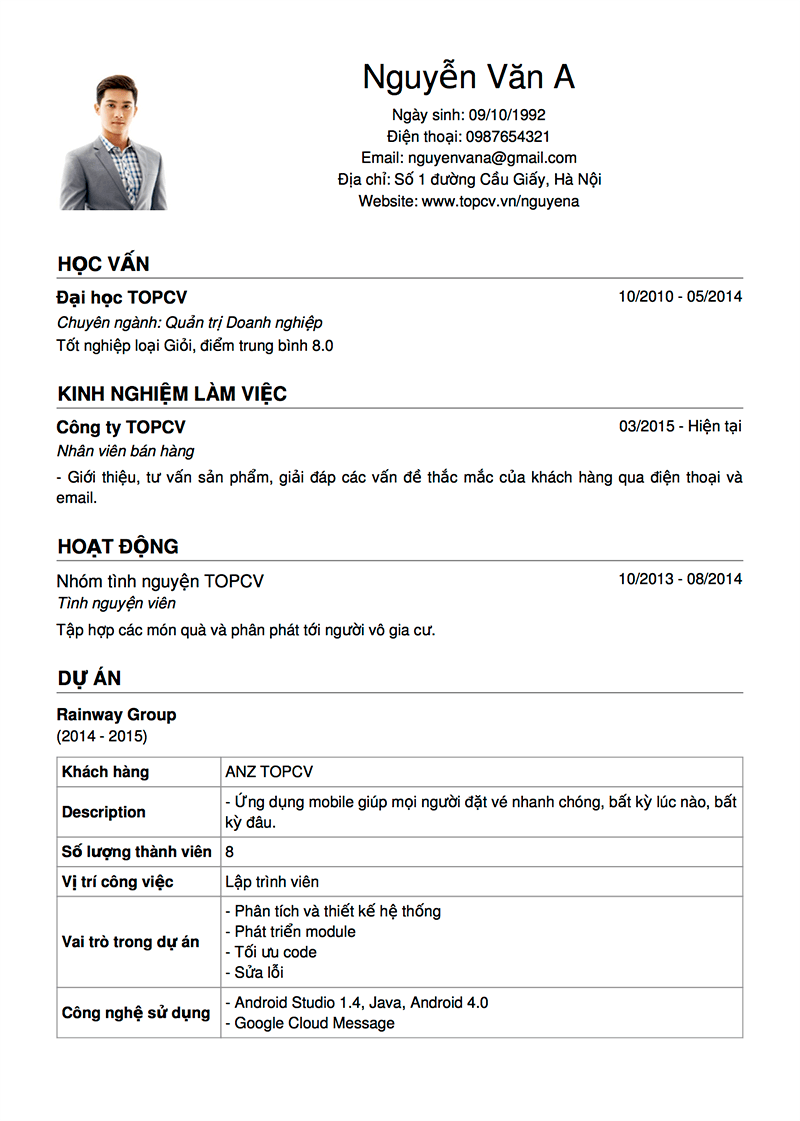 Nguyễn Văn A
Ngày sinh: 09/10/1992
Điện thoại: 0987654321
Email: nguyenvana@gmail.com
Địa chỉ: Số 1 đường Cầu Giấy, Hà Nội
Website: www.topcv.vn/nguyena
HỌC VẤN
Đại học TOPCV 10/2010 - 05/2014
Chuyên ngành: Quản trị Doanh nghiệp
Tốt nghiệp loại Giỏi, điểm trung bình 8.0
KINH NGHIỆM LÀM VIỆC
Công ty TOPCV 03/2015 - Hiện tại
Nhân viên bán hàng
- Giới thiệu, tư vấn sản phẩm, giải đáp các vấn đề thắc mắc của khách hàng qua điện thoại và
email.
HOẠT ĐỘNG
Nhóm tình nguyện TOPCV 10/2013 - 08/2014
Tình nguyện viên
Tập hợp các món quà và phân phát tới người vô gia cư.
DỰ ÁN
Rainway Group
(2014 - 2015)
Khách hàng ANZ TOPCV
Description - Ứng dụng mobile giúp mọi người đặt vé nhanh chóng, bất kỳ lúc nào, bất
kỳ đâu.
Số lượng thành viên 8
Vị trí công việc Lập trình viên
Vai trò trong dự án - Phân tích và thiết kế hệ thống
- Phát triển module
- Tối ưu code
- Sửa lỗi
Công nghệ sử dụng - Android Studio 1.4, Java, Android 4.0
- Google Cloud Message